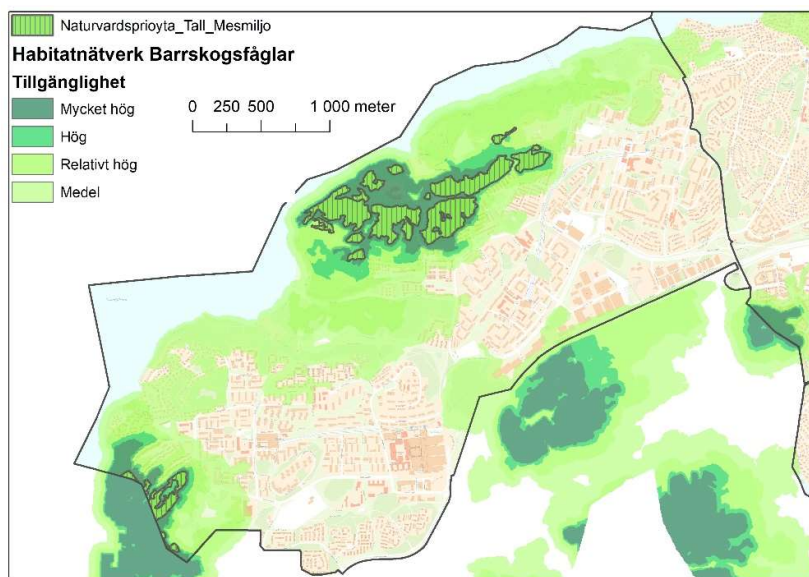 Naturvardsprioyta_Tall_Mesmiljo
Habitatnätverk Barrskogsfåglar
Tillgänglighet
Mycket hög
Hög
Relativt hög
Medel
0 250 500 1 000 meter